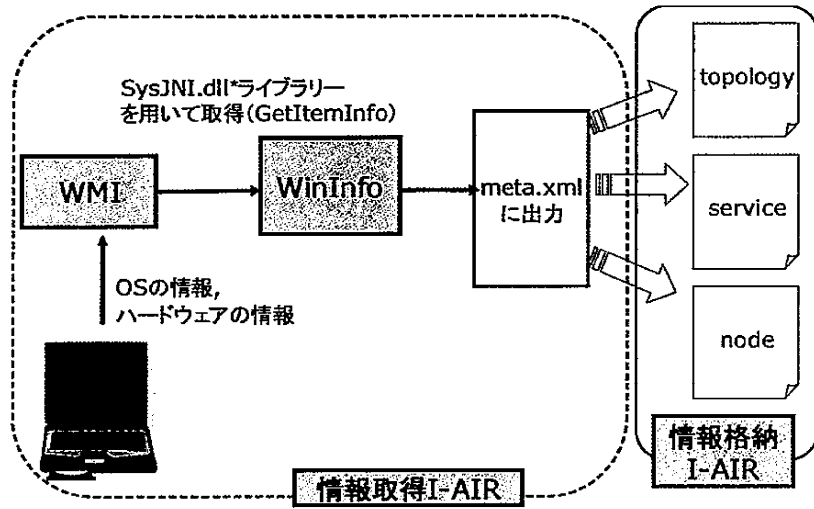 SysJNI.dll*ライブラリー
を用いて取得(GetItemInfo)
WMI
WinInfo
meta.xml
に出力
topology
service
node
OSの情報,
ハードウェアの情報
情報取得I-AIR
情報格納
I-AIR